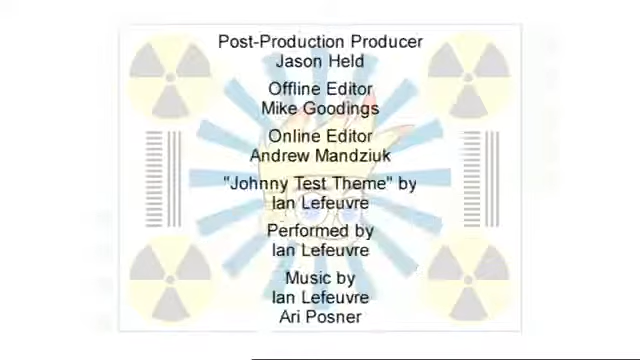 Post-Production Producer
Jason Held
Offline Editor
Mike Goodings
Online Editor
Andrew Mandziuk
"Johnny Test Theme" by
Ian Lefeuvre
Performed by
Ian Lefeuvre
Music by
Ian Lefeuvre
Ari Posner